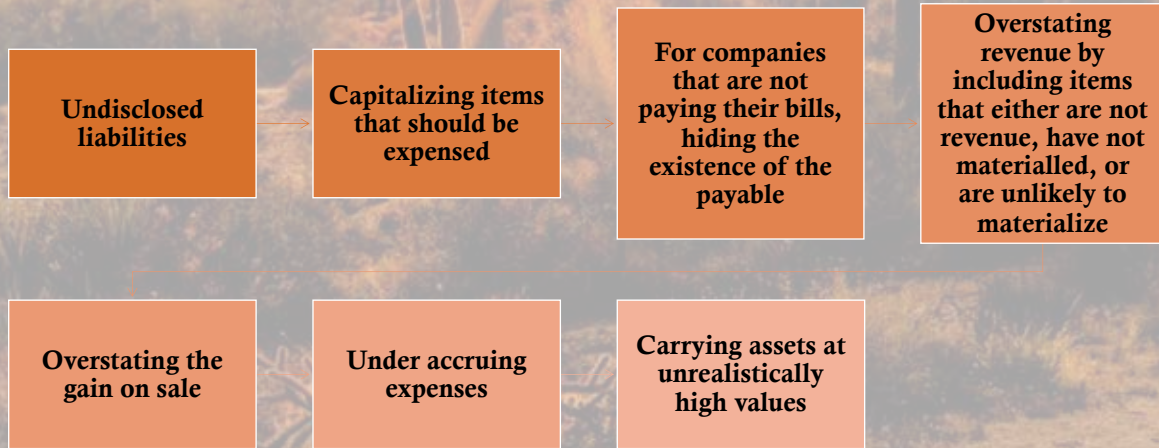 Undisclosed
liabilities
Capitalizing items
that should be
expensed
For companies
that are not
paying their bills,
hiding the
existence of the
payable
Overstating
revenue by
including items
that either are not
revenue, have not
materialled, or
are unlikely to
materialize
Overstating the
gain on sale
Under accruing
expenses
Carrying assets at
unrealistically
high values